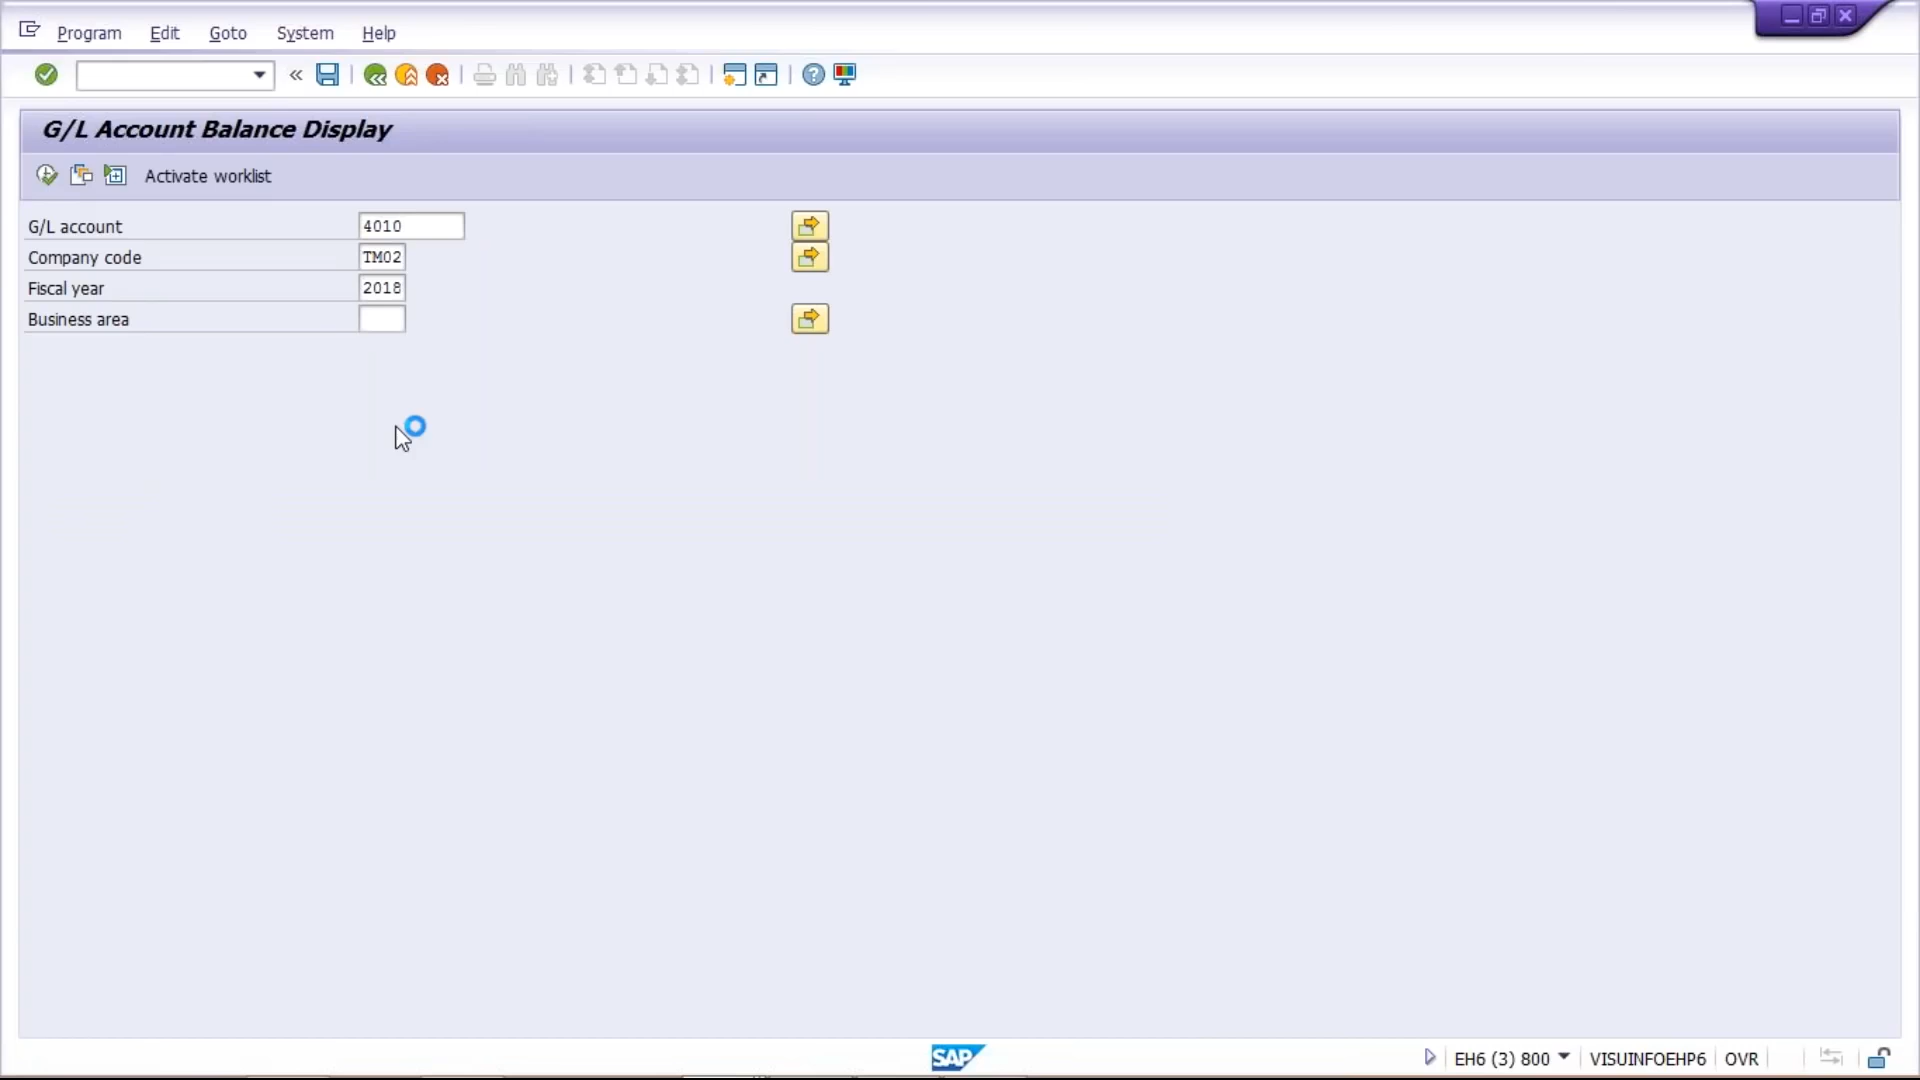 Program Edit Goto System Help
G/L Account Balance Display
Activate worklist
G/L account 4010
Company code TM02
Fiscal year 2018
Business area
SAP EH6 (3) 800 VISUINFOEHP6 OVR